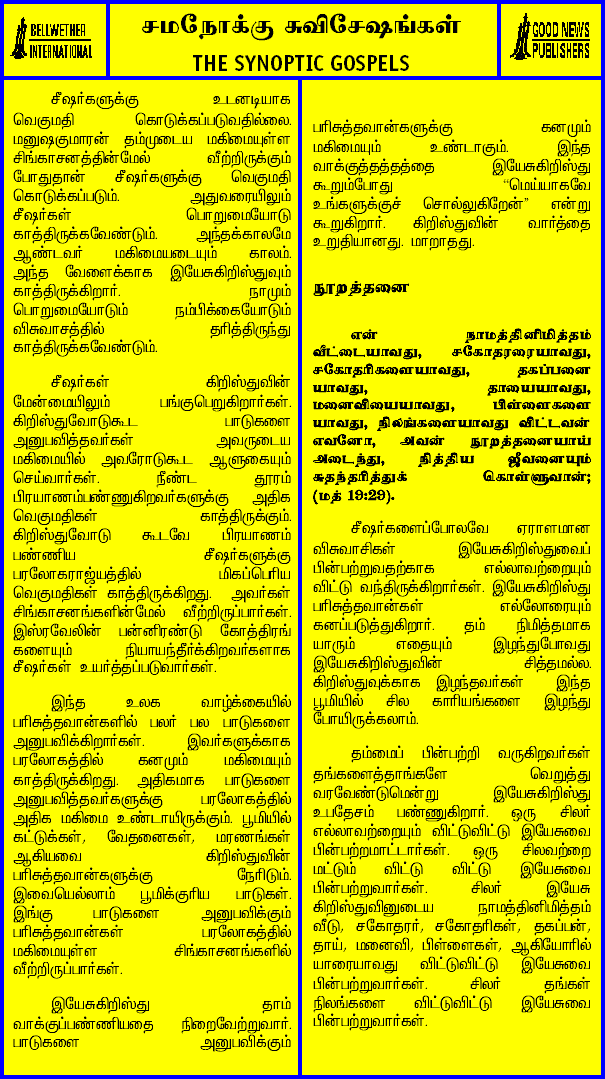 BELLWETHER
INTERNATIONAL
சமநோக்கு சுவிசேஷங்கள்
THE SYNOPTIC GOSPELS
GOOD NEWS
PUBLISHERS
சீஷர்களுக்கு உடனடியாக
வெகுமதி கொடுக்கப்படுவதில்லை.
மனுஷகுமாரன் தம்முடைய மகிமையுள்ள
சிங்காசனத்தின்மேல் வீற்றிருக்கும்
போதுதான் சீஷர்களுக்கு வெகுமதி
கொடுக்கப்படும். அதுவரையிலும்
சீஷர்கள் பொறுமையோடு
காத்திருக்கவேண்டும். அந்தக்காலமே
ஆண்டவர் மகிமையடையும் காலம்.
அந்த வேளைக்காக இயேசுகிறிஸ்துவும்
காத்திருக்கிறார். நாமும்
பொறுமையோடும் நம்பிக்கையோடும்
விசுவாசத்தில் தரித்திருந்து
காத்திருக்கவேண்டும்.
சீஷர்கள் கிறிஸ்துவின்
மேன்மையிலும் பங்குபெறுகிறார்கள்.
கிறிஸ்துவோடுகூட பாடுகளை
அனுபவித்தவர்கள் அவருடைய
மகிமையில் அவரோடுகூட ஆளுகையும்
செய்வார்கள். நீண்ட தூரம்
பிரயாணம்பண்ணுகிறவர்களுக்கு அதிக
வெகுமதிகள் காத்திருக்கும்.
கிறிஸ்துவோடு கூடவே பிரயாணம்
பண்ணிய சீஷர்களுக்கு
பரலோகராஜ்யத்தில் மிகப்பெரிய
வெகுமதிகள் காத்திருக்கிறது. அவர்கள்
சிங்காசனங்களின்மேல் வீற்றிருப்பார்கள்.
இஸ்ரவேலின் பன்னிரண்டு கோத்திரங்
களையும் நியாயந்தீர்க்கிறவர்களாக
சீஷர்கள் உயர்த்தப்படுவார்கள்.
இந்த உலக வாழ்க்கையில்
பரிசுத்தவான்களில் பலர் பல பாடுகளை
அனுபவிக்கிறார்கள். இவர்களுக்காக
பரலோகத்தில் கனமும் மகிமையும்
காத்திருக்கிறது. அதிகமாக பாடுகளை
அனுபவித்தவர்களுக்கு பரலோகத்தில்
அதிக மகிமை உண்டாயிருக்கும். பூமியில்
கட்டுக்கள், வேதனைகள், மரணங்கள்
ஆகியவை கிறிஸ்துவின்
பரிசுத்தவான்களுக்கு நேரிடும்.
இவையெல்லாம் பூமிக்குரிய பாடுகள்.
இங்கு பாடுகளை அனுபவிக்கும்
பரிசுத்தவான்கள் பரலோகத்தில்
மகிமையுள்ள சிங்காசனங்களில்
வீற்றிருப்பார்கள்.
இயேசுகிறிஸ்து தாம்
வாக்குப்பண்ணியதை நிறைவேற்றுவார்.
பாடுகளை அனுபவிக்கும்
பரிசுத்தவான்களுக்கு கனமும்
மகிமையும் உண்டாகும். இந்த
வாக்குத்தத்தத்தை இயேசுகிறிஸ்து
கூறும்போது “மெய்யாகவே
உங்களுக்குச் சொல்லுகிறேன்” என்று
கூறுகிறார். கிறிஸ்துவின் வார்த்தை
உறுதியானது. மாறாதது.
நூறத்தனை
என் நாமத்தினிமித்தம்
வீட்டையாவது, சகோதரரையாவது,
சகோதரிகளையாவது, தகப்பனை
யாவது, தாயையாவது,
மனைவியையாவது, பிள்ளைகளை
யாவது, நிலங்களையாவது விட்டவன்
எவனோ, அவன் நூறத்தனையாய்
அடைந்து, நித்திய ஜீவனையும்
சுதந்தரித்துக் கொள்ளுவான்;
(மத் 19:29).
சீஷர்களைப்போலவே ஏராளமான
விசுவாசிகள் இயேசுகிறிஸ்துவைப்
பின்பற்றுவதற்காக எல்லாவற்றையும்
விட்டு வந்திருக்கிறார்கள். இயேசுகிறிஸ்து
பரிசுத்தவான்கள் எல்லோரையும்
கனப்படுத்துகிறார். தம் நிமித்தமாக
யாரும் எதையும் இழந்துபோவது
இயேசுகிறிஸ்துவின் சித்தமல்ல.
கிறிஸ்துவுக்காக இழந்தவர்கள் இந்த
பூமியில் சில காரியங்களை இழந்து
போயிருக்கலாம்.
தம்மைப் பின்பற்றி வருகிறவர்கள்
தங்களைத்தாங்களே வெறுத்து
வரவேண்டுமென்று இயேசுகிறிஸ்து
உபதேசம் பண்ணுகிறார். ஒரு சிலர்
எல்லாவற்றையும் விட்டுவிட்டு இயேசுவை
பின்பற்றமாட்டார்கள். ஒரு சிலவற்றை
மட்டும் விட்டு விட்டு இயேசுவை
பின்பற்றுவார்கள். சிலர் இயேசு
கிறிஸ்துவினுடைய நாமத்தினிமித்தம்
வீடு, சகோதரர், சகோதரிகள், தகப்பன்,
தாய், மனைவி, பிள்ளைகள், ஆகியோரில்
யாரையாவது விட்டுவிட்டு இயேசுவை
பின்பற்றுவார்கள். சிலர் தங்கள்
நிலங்களை விட்டுவிட்டு இயேசுவை
பின்பற்றுவார்கள்.